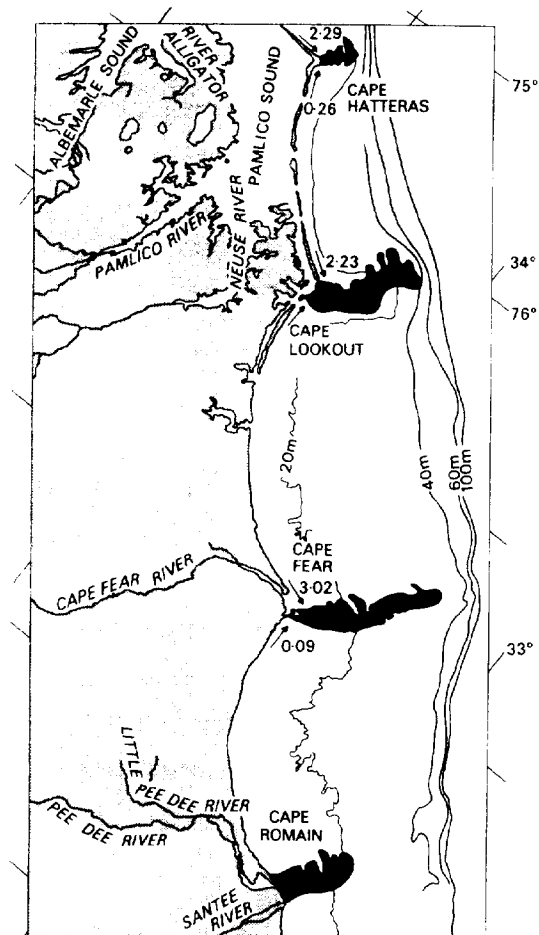 2·29
RIVER
ALLIGATOR
ALBEMARLE SOUND
PAMLICO SOUND
75°
CAPE
HATTERAS
0·26
PAMLICO RIVER
NEUSE RIVER
2·23
34°
76°
CAPE
LOOKOUT
20m
40m
60m
100m
CAPE
FEAR
CAPE FEAR RIVER
3·02
0·09
33°
LITTLE
PEE DEE RIVER
PEE DEE RIVER
CAPE
ROMAIN
SANTEE
RIVER